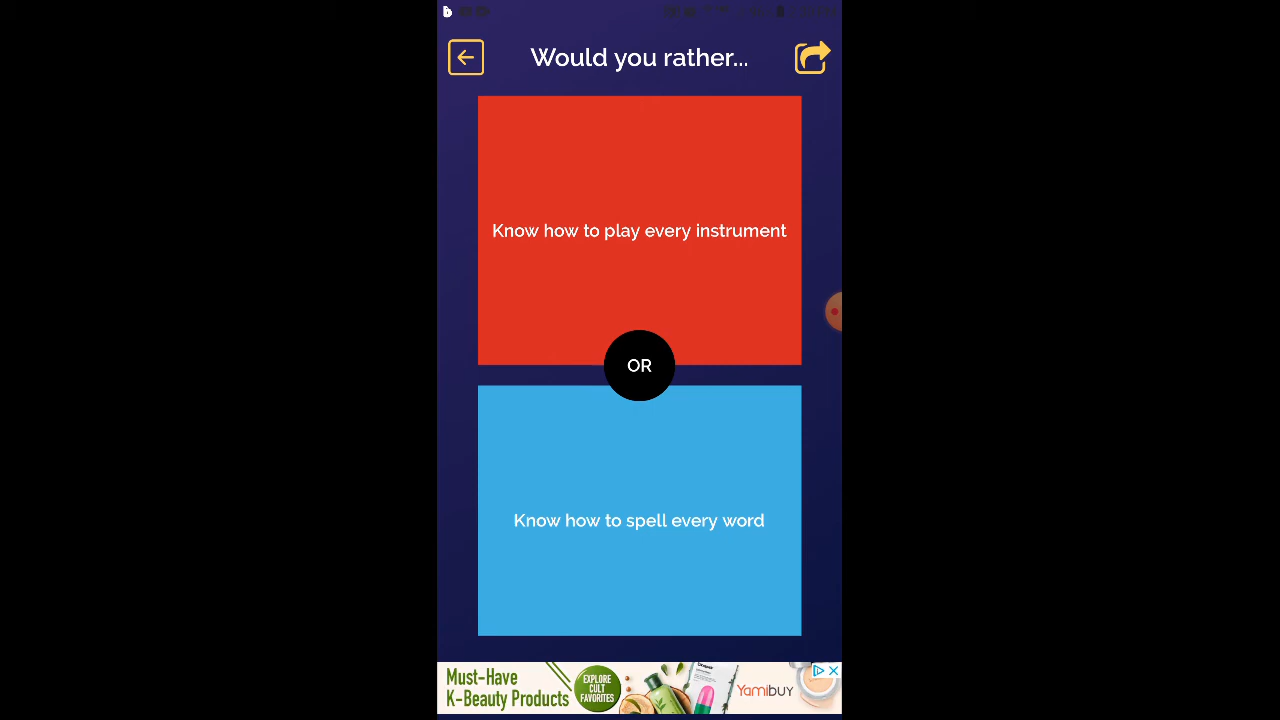 Would you rather...
Know how to play every instrument
OR
Know how to spell every word
Must-Have
K-Beauty Products
EXPLORE
CULT
FAVORITES
Yamibuy